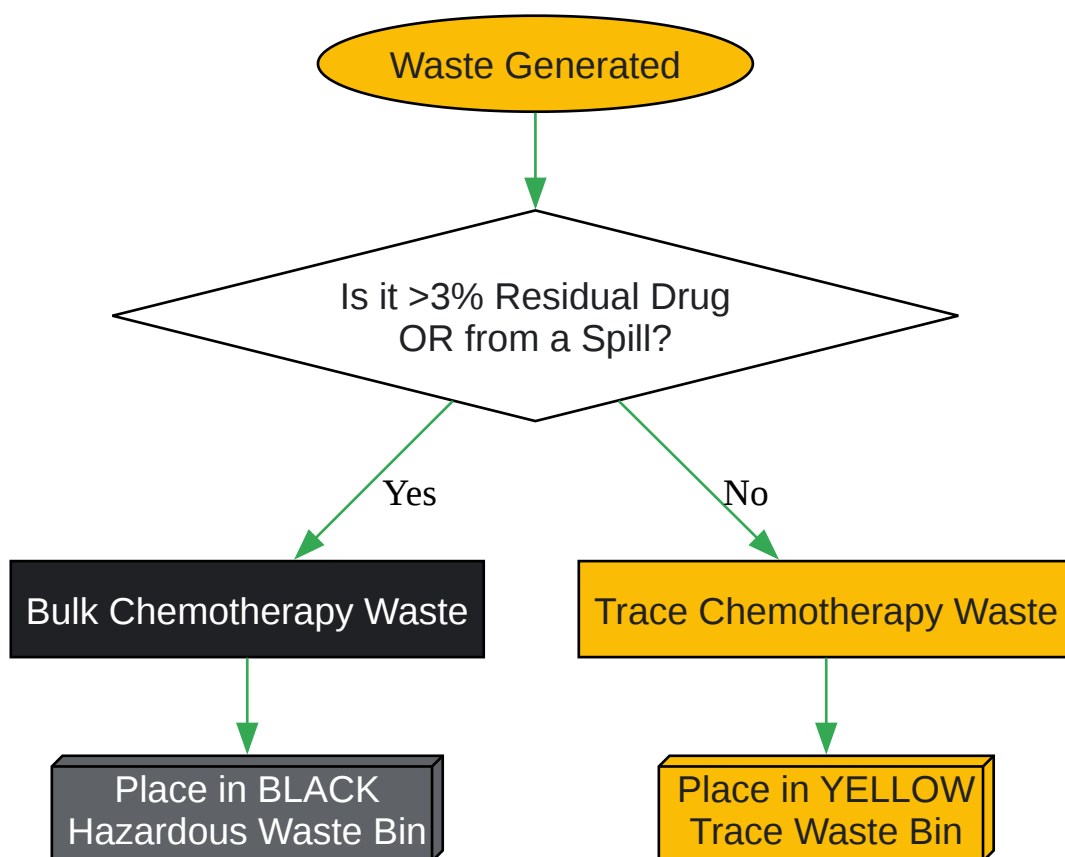 Waste Generated
Is it >3% Residual Drug
OR from a Spill?
Yes
No
Bulk Chemotherapy Waste
Trace Chemotherapy Waste
Place in BLACK
Hazardous Waste Bin
Place in YELLOW
Trace Waste Bin